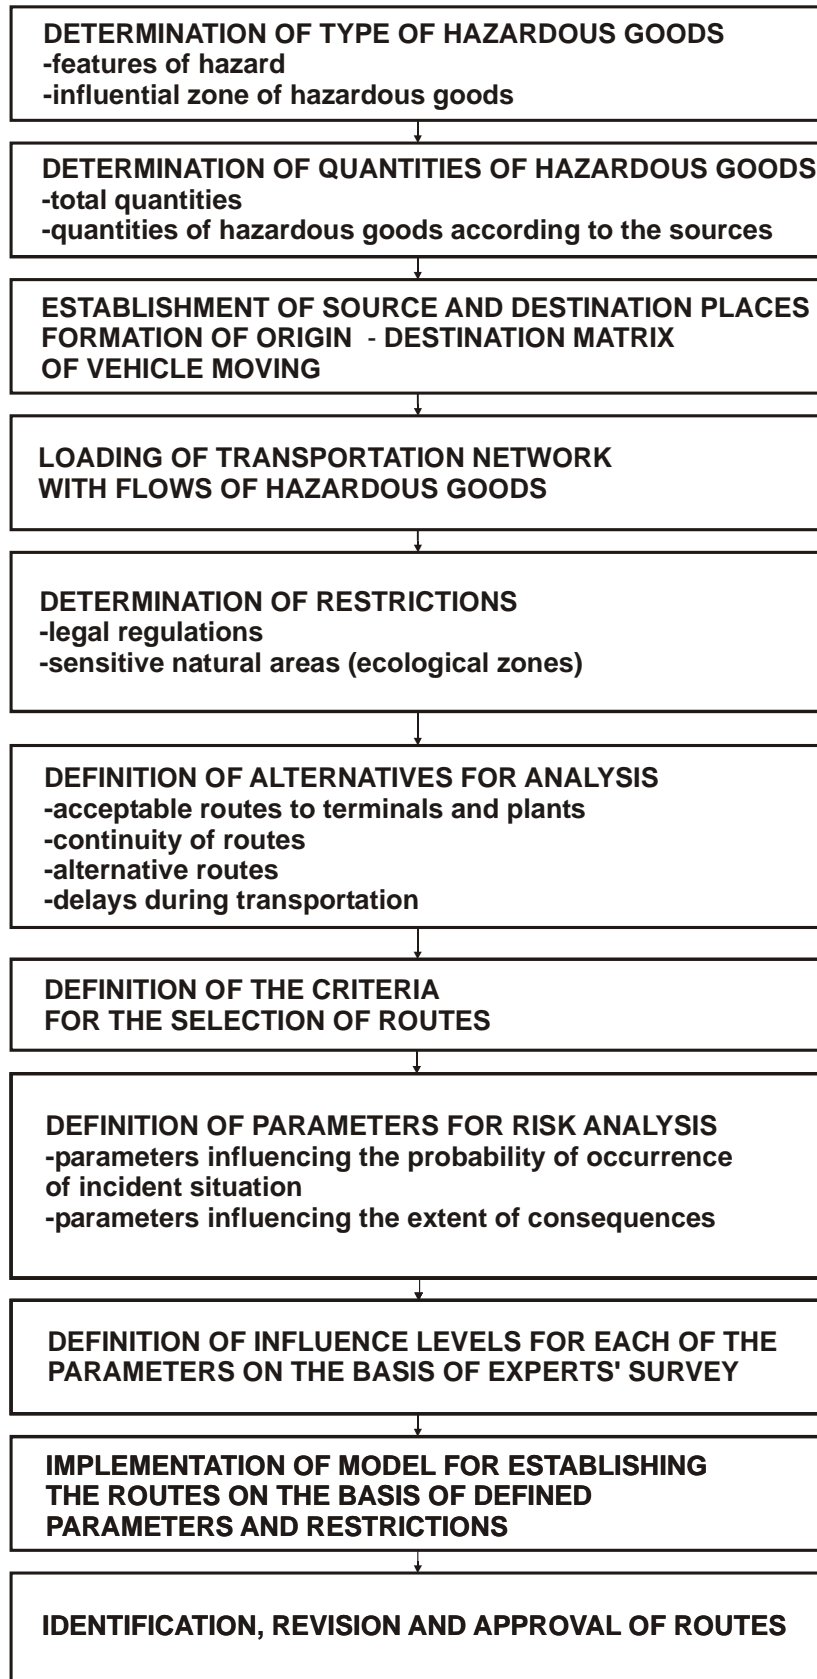 DETERMINATION OF TYPE OF HAZARDOUS GOODS
-features of hazard
-influential zone of hazardous goods
DETERMINATION OF QUANTITIES OF HAZARDOUS GOODS
-total quantities
-quantities of hazardous goods according to the sources
ESTABLISHMENT OF SOURCE AND DESTINATION PLACES
FORMATION OF ORIGIN - DESTINATION MATRIX
OF VEHICLE MOVING
LOADING OF TRANSPORTATION NETWORK
WITH FLOWS OF HAZARDOUS GOODS
DETERMINATION OF RESTRICTIONS
-legal regulations
-sensitive natural areas (ecological zones)
DEFINITION OF ALTERNATIVES FOR ANALYSIS
-acceptable routes to terminals and plants
-continuity of routes
-alternative routes
-delays during transportation
DEFINITION OF THE CRITERIA
FOR THE SELECTION OF ROUTES
DEFINITION OF PARAMETERS FOR RISK ANALYSIS
-parameters influencing the probability of occurrence
of incident situation
-parameters influencing the extent of consequences
DEFINITION OF INFLUENCE LEVELS FOR EACH OF THE
PARAMETERS ON THE BASIS OF EXPERTS' SURVEY
IMPLEMENTATION OF MODEL FOR ESTABLISHING
THE ROUTES ON THE BASIS OF DEFINED
PARAMETERS AND RESTRICTIONS
IDENTIFICATION, REVISION AND APPROVAL OF ROUTES